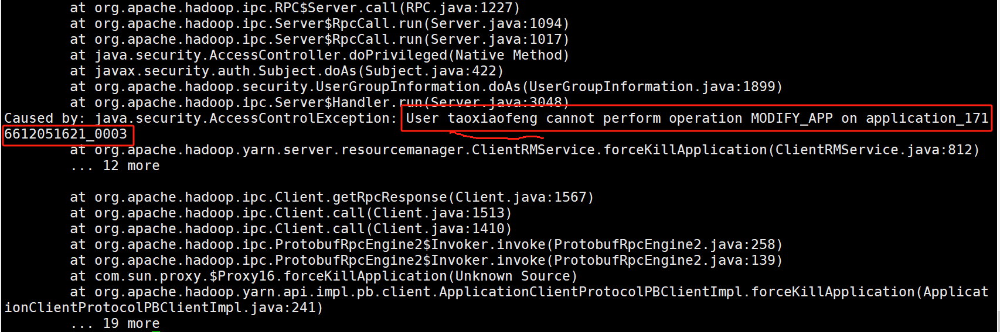 at org.apache.hadoop.ipc.RPC$Server.call(RPC.java:1227)
at org.apache.hadoop.ipc.Server$RpcCall.run(Server.java:1094)
at org.apache.hadoop.ipc.Server$RpcCall.run(Server.java:1017)
at java.security.AccessController.doPrivileged(Native Method)
at javax.security.auth.Subject.doAs(Subject.java:422)
at org.apache.hadoop.security.UserGroupInformation.doAs(UserGroupInformation.java:1899)
at org.apache.hadoop.ipc.Server$Handler.run(Server.java:3048)
Caused by: java.security.AccessControlException: User taoxiaofeng cannot perform operation MODIFY_APP on application_171
6612051621_0003
at org.apache.hadoop.yarn.server.resourcemanager.ClientRMService.forceKillApplication(ClientRMService.java:812)
... 12 more
at org.apache.hadoop.ipc.Client.getRpcResponse(Client.java:1567)
at org.apache.hadoop.ipc.Client.call(Client.java:1513)
at org.apache.hadoop.ipc.Client.call(Client.java:1410)
at org.apache.hadoop.ipc.ProtobufRpcEngine2$Invoker.invoke(ProtobufRpcEngine2.java:258)
at org.apache.hadoop.ipc.ProtobufRpcEngine2$Invoker.invoke(ProtobufRpcEngine2.java:139)
at com.sun.proxy.$Proxy16.forceKillApplication(Unknown Source)
at org.apache.hadoop.yarn.api.impl.pb.client.ApplicationClientProtocolPBClientImpl.forceKillApplication(Applicat
ionClientProtocolPBClientImpl.java:241)
... 19 more